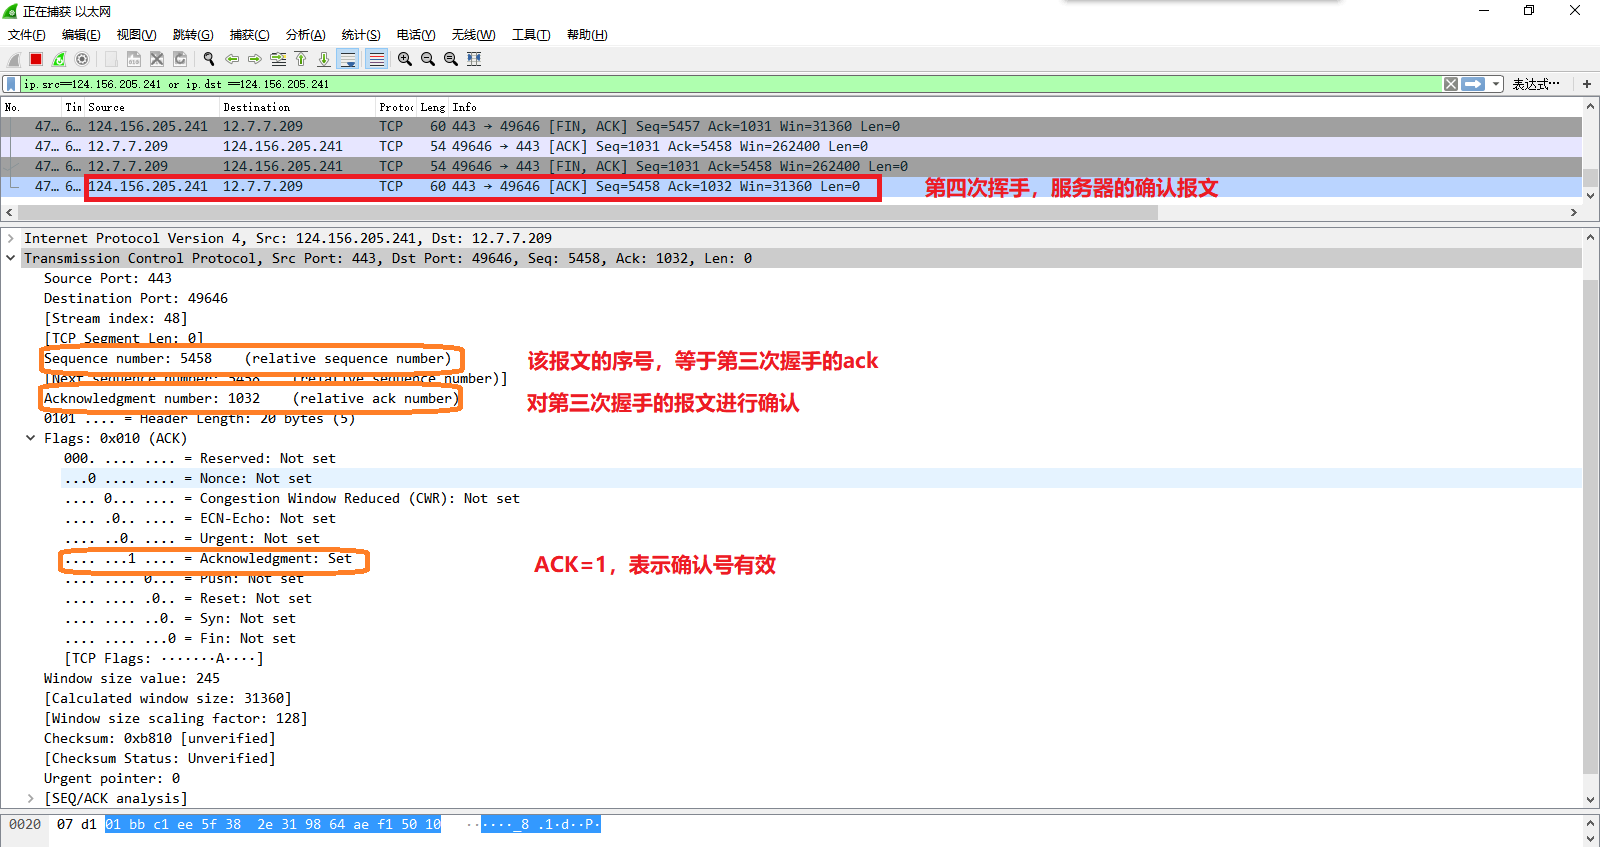 正在捕获 以太网
文件(F) 编辑(E) 视图(V) 跳转(G) 捕获(C) 分析(A) 统计(S) 电话(Y) 无线(W) 工具(T) 帮助(H)
ip.src==124.156.205.241 or ip.dst ==124.156.205.241 表达式… +
No. Tin Source Destination Protoc Leng Info
47… 6… 124.156.205.241 12.7.7.209 TCP 60 443 → 49646 [FIN, ACK] Seq=5457 Ack=1031 Win=31360 Len=0
47… 6… 12.7.7.209 124.156.205.241 TCP 54 49646 → 443 [ACK] Seq=1031 Ack=5458 Win=262400 Len=0
47… 6… 12.7.7.209 124.156.205.241 TCP 54 49646 → 443 [FIN, ACK] Seq=1031 Ack=5458 Win=262400 Len=0
47… 6… 124.156.205.241 12.7.7.209 TCP 60 443 → 49646 [ACK] Seq=5458 Ack=1032 Win=31360 Len=0 第四次挥手，服务器的确认报文
Internet Protocol Version 4, Src: 124.156.205.241, Dst: 12.7.7.209
Transmission Control Protocol, Src Port: 443, Dst Port: 49646, Seq: 5458, Ack: 1032, Len: 0
Source Port: 443
Destination Port: 49646
[Stream index: 48]
[TCP Segment Len: 0]
Sequence number: 5458 (relative sequence number) 该报文的序号，等于第三次握手的ack
[Next sequence number: 5458 (relative sequence number)]
Acknowledgment number: 1032 (relative ack number) 对第三次握手的报文进行确认
0101 .... = Header Length: 20 bytes (5)
Flags: 0x010 (ACK)
000. .... .... = Reserved: Not set
...0 .... .... = Nonce: Not set
.... 0... .... = Congestion Window Reduced (CWR): Not set
.... .0.. .... = ECN-Echo: Not set
.... ..0. .... = Urgent: Not set
.... ...1 .... = Acknowledgment: Set ACK=1，表示确认号有效
.... .... 0... = Push: Not set
.... .... .0.. = Reset: Not set
.... .... ..0. = Syn: Not set
.... .... ...0 = Fin: Not set
[TCP Flags: ·······A····]
Window size value: 245
[Calculated window size: 31360]
[Window size scaling factor: 128]
Checksum: 0xb810 [unverified]
[Checksum Status: Unverified]
Urgent pointer: 0
[SEQ/ACK analysis]
0020 07 d1 01 bb c1 ee 5f 38 2e 31 98 64 ae f1 50 10 ······_8 .1·d··P·